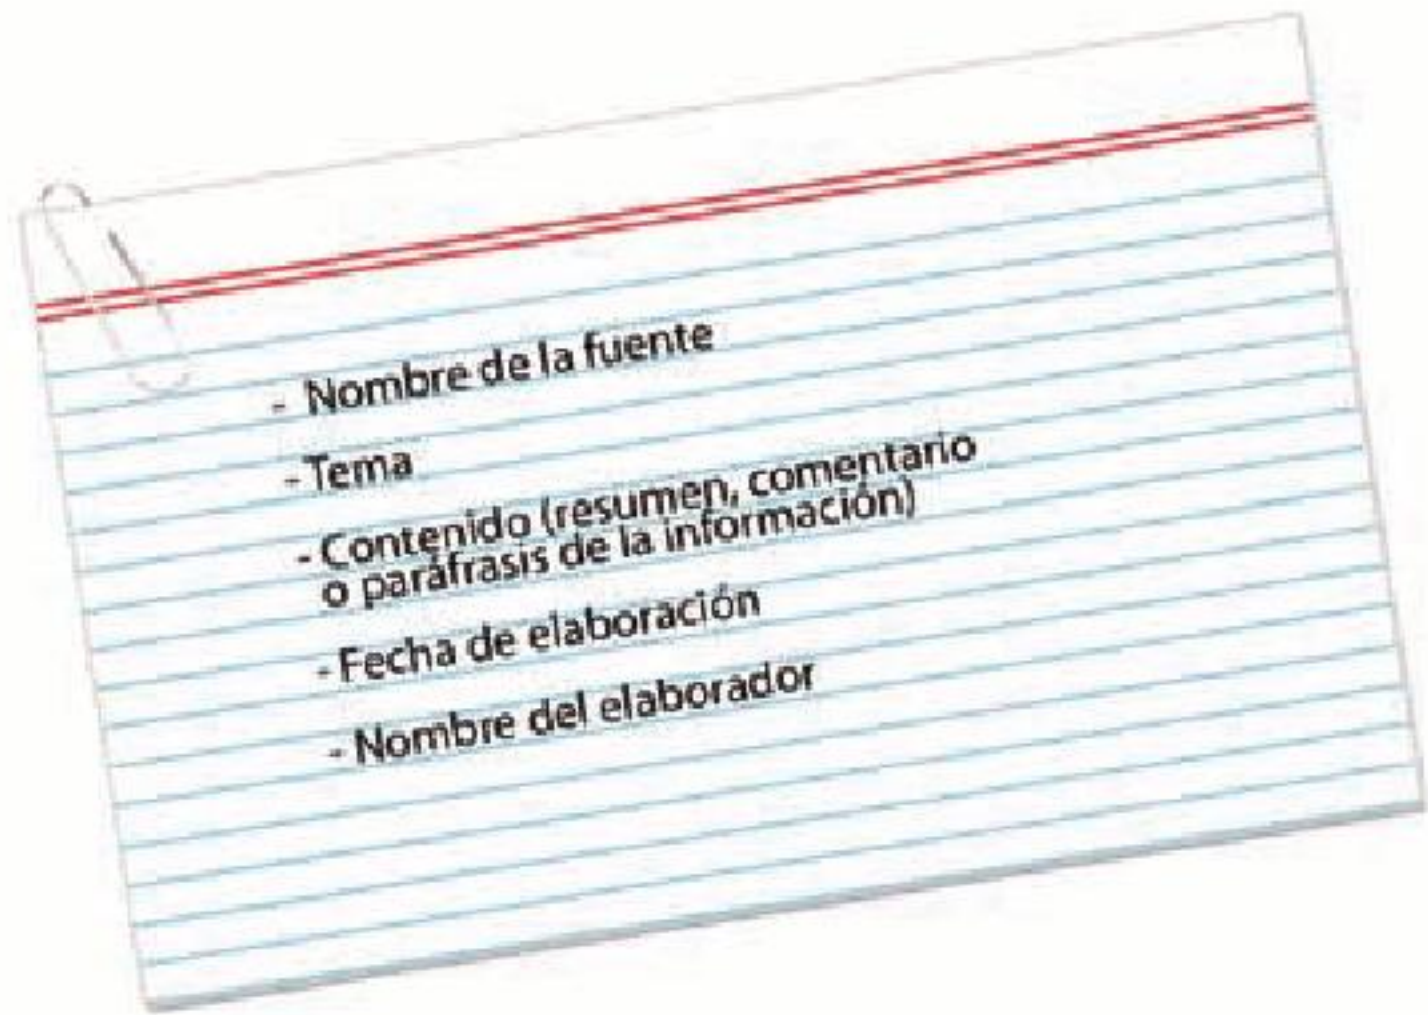 - Nombre de la fuente
- Tema
- Contenido (resumen, comentario
o paráfrasis de la información)
- Fecha de elaboración
- Nombre del elaborador